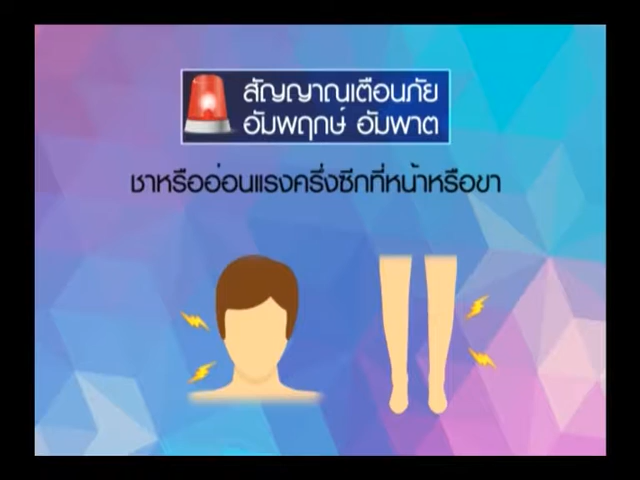 สัญญาณเตือนภัย
อัมพฤกษ์ อัมพาต
ชาหรืออ่อนแรงครึ่งซีกที่หน้าหรือขา